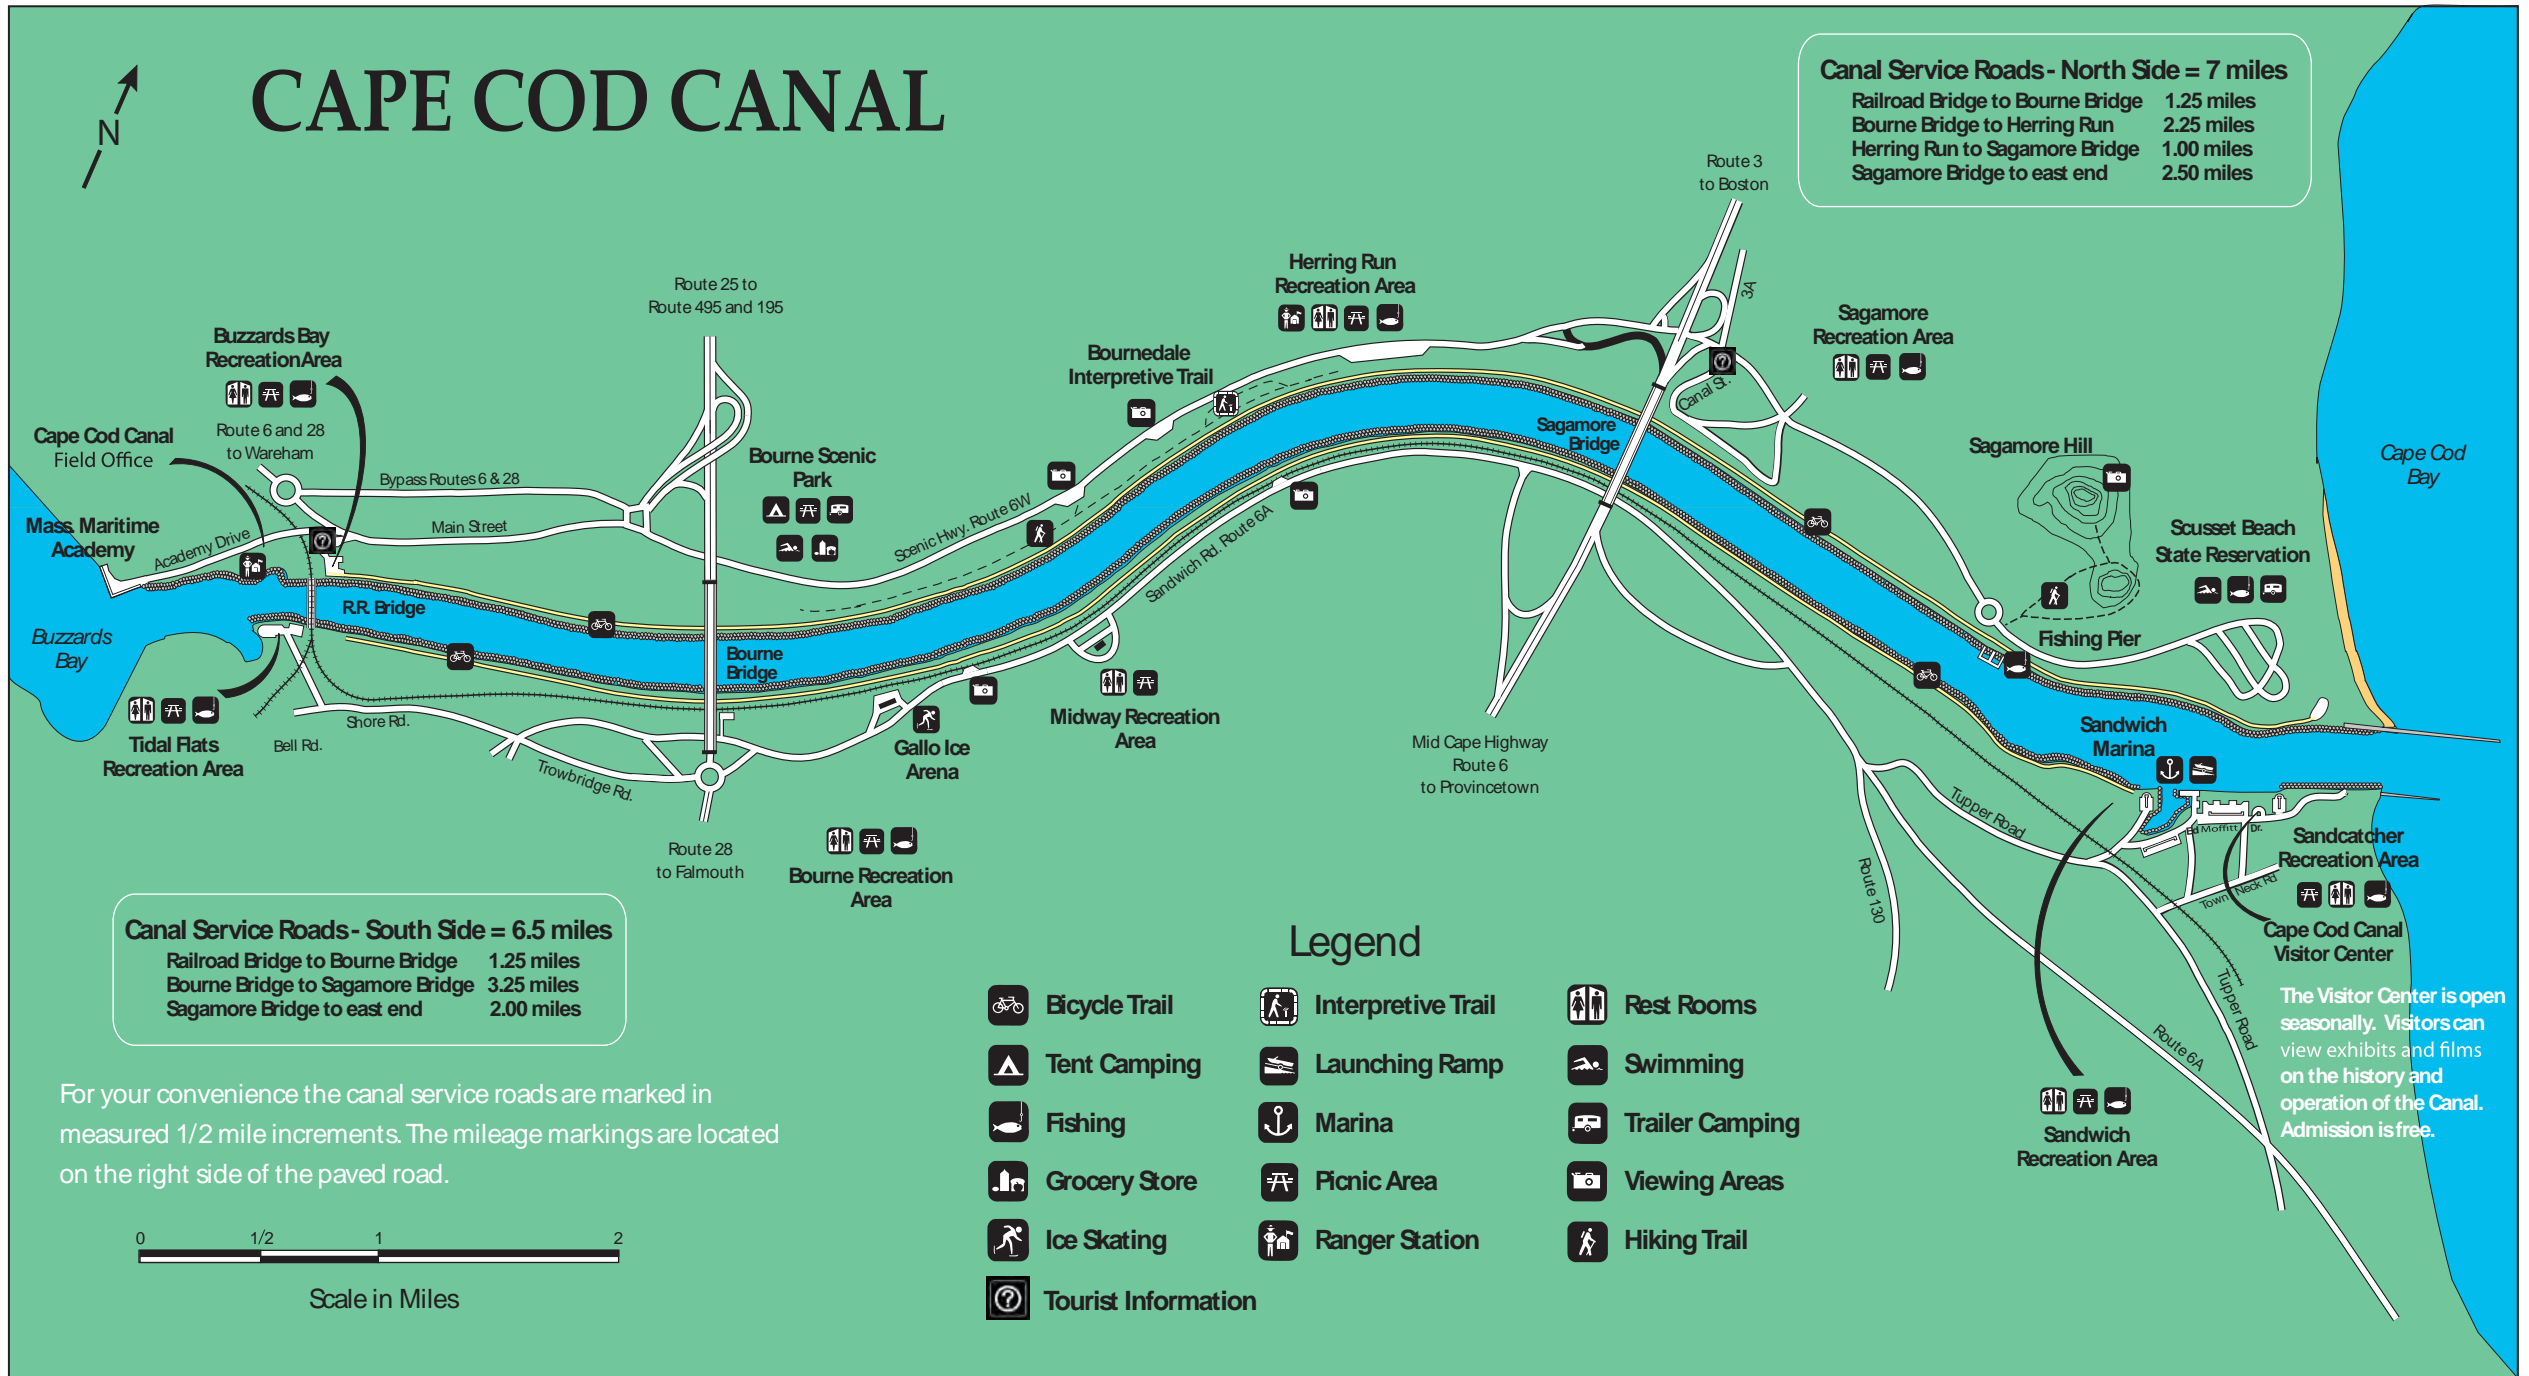 CAPE COD CANAL
N
Canal Service Roads - North Side = 7 miles
Railroad Bridge to Bourne Bridge 1.25 miles
Bourne Bridge to Herring Run 2.25 miles
Herring Run to Sagamore Bridge 1.00 miles
Sagamore Bridge to east end 2.50 miles
Route 3
to Boston
3A
Herring Run
Recreation Area
Route 25 to
Route 495 and 195
Sagamore
Recreation Area
Buzzards Bay
Recreation Area
Bournedale
Interpretive Trail
Canal St.
Cape Cod Canal
Field Office
Route 6 and 28
to Wareham
Bourne Scenic
Park
Sagamore
Bridge
Sagamore Hill
Cape Cod
Bay
Bypass Routes 6 & 28
Main Street
Mass. Maritime
Academy
Academy Drive
Scenic Hwy. Route 6W
Sandwich Rd. Route 6A
Scusset Beach
State Reservation
R.R. Bridge
Buzzards
Bay
Bourne
Bridge
Fishing Pier
Shore Rd.
Bell Rd.
Tidal Flats
Recreation Area
Trowbridge Rd.
Gallo Ice
Arena
Midway Recreation
Area
Mid Cape Highway
Route 6
to Provincetown
Sandwich
Marina
Tupper Road
Ed Moffitt Dr.
Sandcatcher
Recreation Area
Route 28
to Falmouth
Bourne Recreation
Area
Route 130
Town Neck Rd
Cape Cod Canal
Visitor Center
The Visitor Center is open
seasonally. Visitors can
view exhibits and films
on the history and
operation of the Canal.
Admission is free.
Tupper Road
Route 6A
Sandwich
Recreation Area
Canal Service Roads - South Side = 6.5 miles
Railroad Bridge to Bourne Bridge 1.25 miles
Bourne Bridge to Sagamore Bridge 3.25 miles
Sagamore Bridge to east end 2.00 miles
For your convenience the canal service roads are marked in
measured 1/2 mile increments. The mileage markings are located
on the right side of the paved road.
0 1/2 1 2
Scale in Miles
Legend
Bicycle Trail
Interpretive Trail
Rest Rooms
Tent Camping
Launching Ramp
Swimming
Fishing
Marina
Trailer Camping
Grocery Store
Picnic Area
Viewing Areas
Ice Skating
Ranger Station
Hiking Trail
Tourist Information